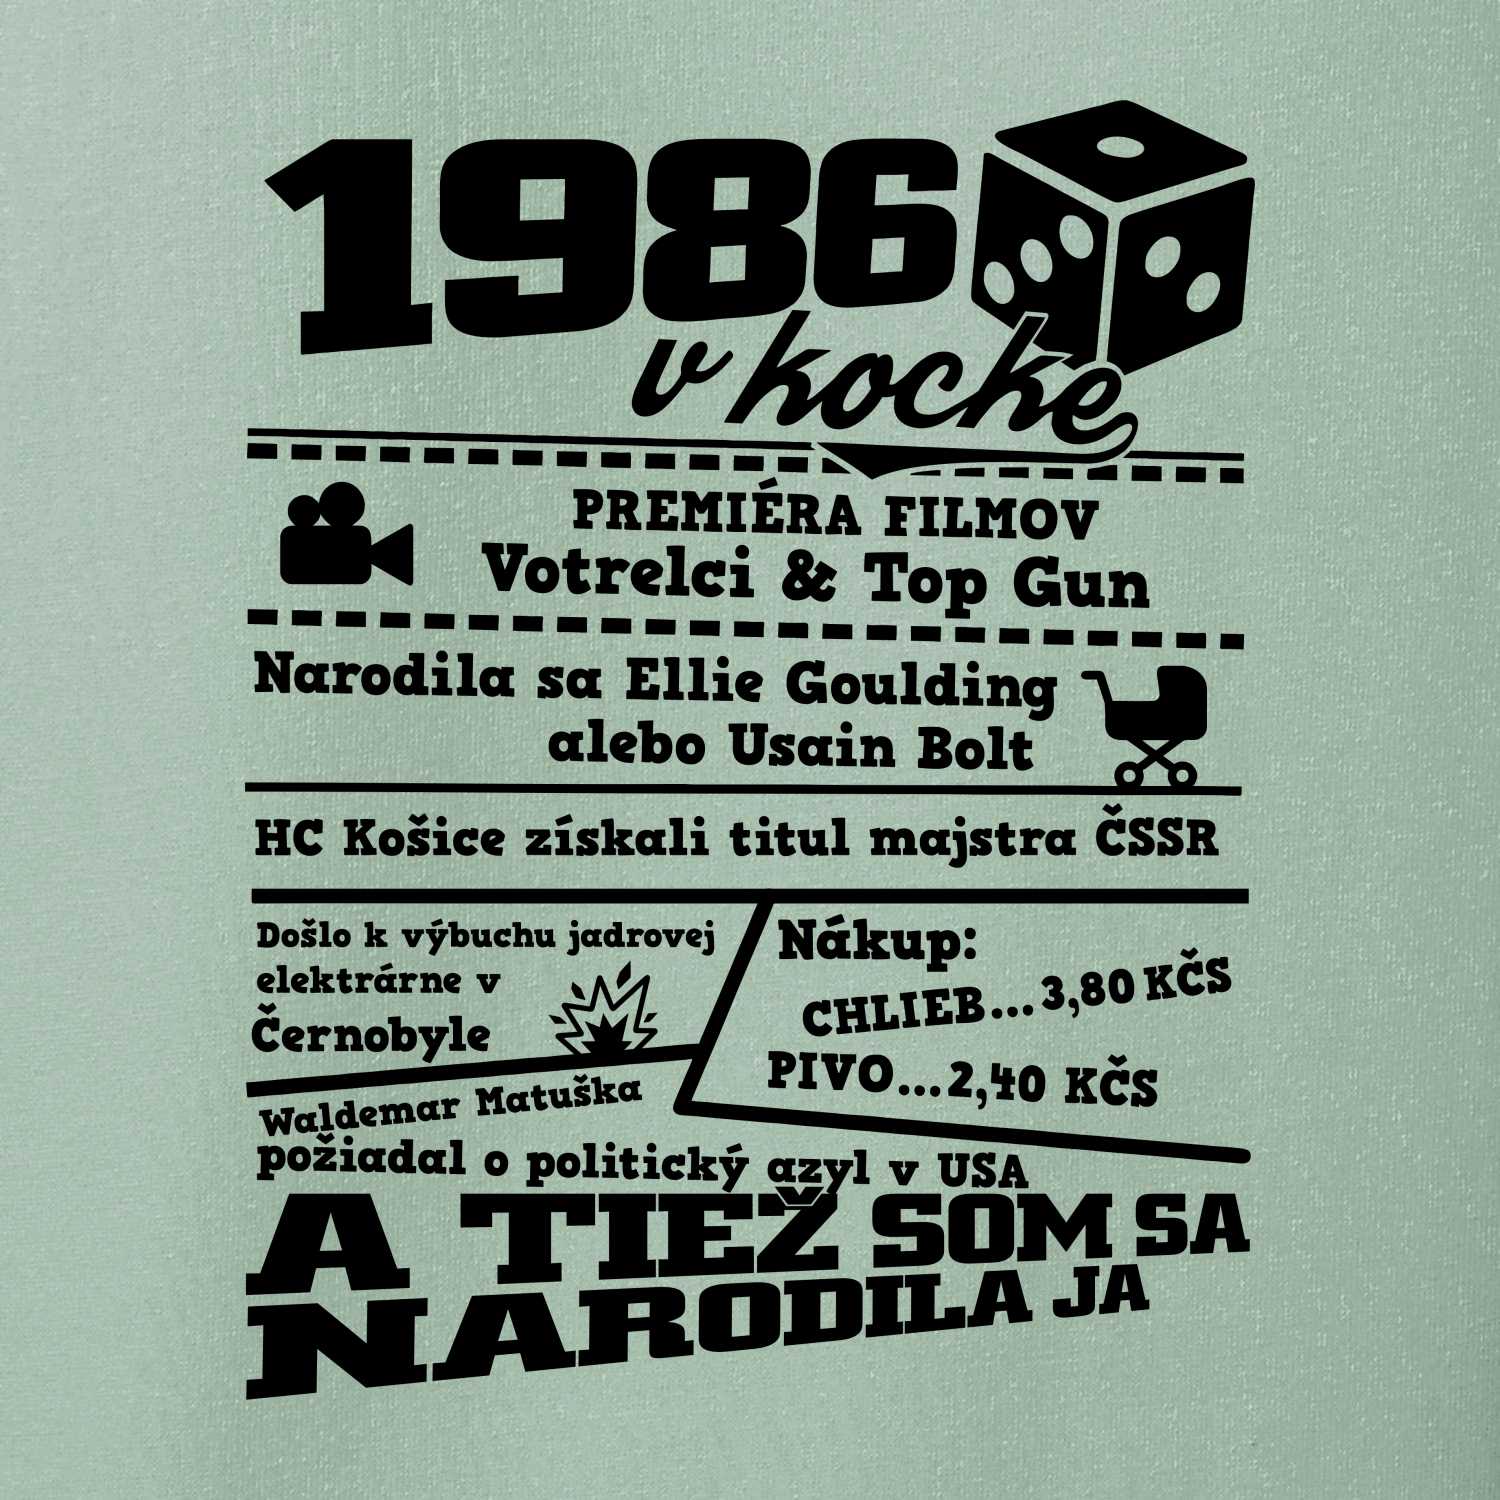 1986
v kocke
PREMIÉRA FILMOV
Votrelci & Top Gun
Narodila sa Ellie Goulding
alebo Usain Bolt
HC Košice získali titul majstra ČSSR
Došlo k výbuchu jadrovej
elektrárne v
Černobyle
Nákup:
CHLIEB...3,80 KČS
PIVO...2,40 KČS
Waldemar Matuška
požiadal o politický azyl v USA
A TIEŽ SOM SA
NARODILA JA